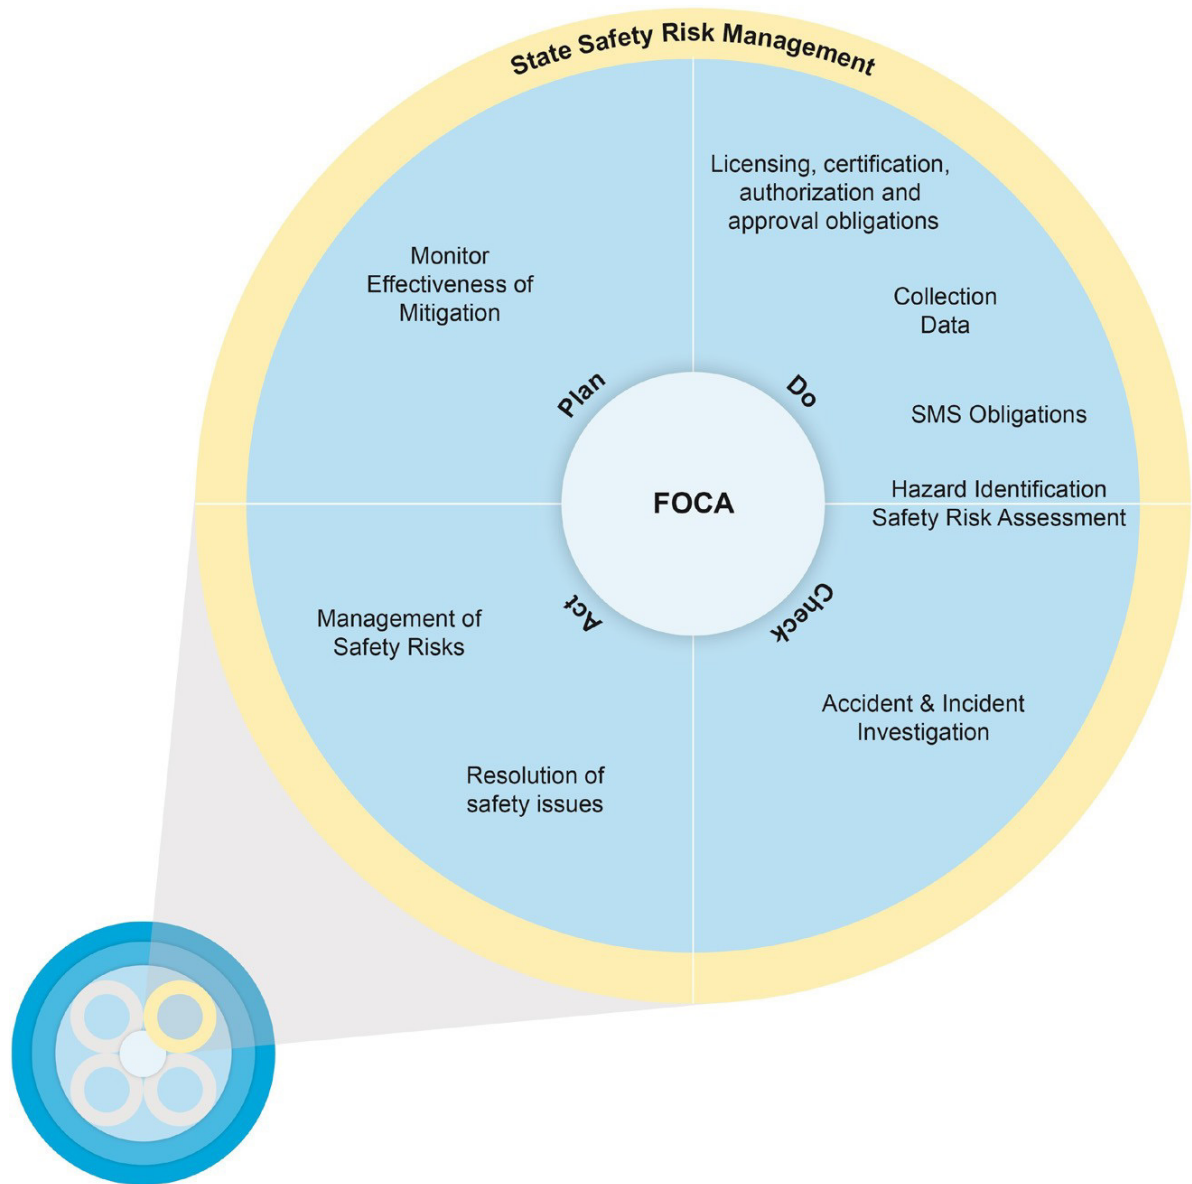 State Safety Risk Management
Licensing, certification,
authorization and
approval obligations
Monitor
Effectiveness of
Mitigation
Collection
Data
Plan
Do
SMS Obligations
Hazard Identification
Safety Risk Assessment
FOCA
Act
Check
Management of
Safety Risks
Accident & Incident
Investigation
Resolution of
safety issues